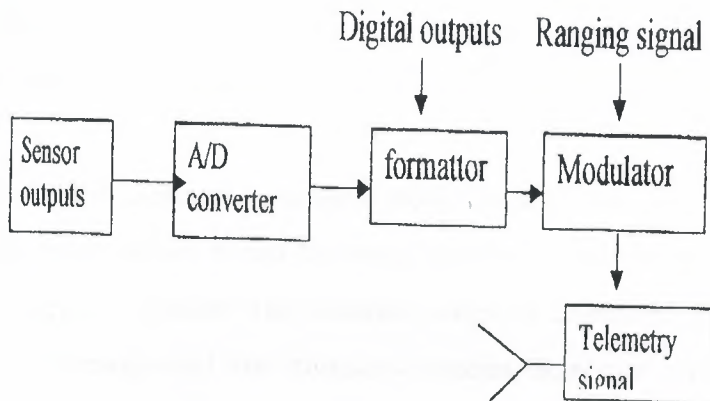 Digital outputs
Ranging signal
Sensor
outputs
A/D
converter
formattor
Modulator
Telemetry
signal